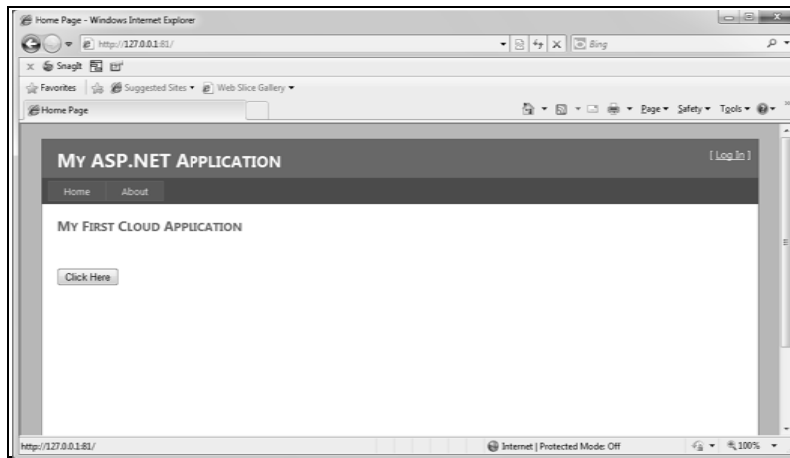 Home Page - Windows Internet Explorer
http://127.0.0.1:81/
Bing
SnagIt
Favorites Suggested Sites Web Slice Gallery
Home Page Page Safety Tools
MY ASP.NET APPLICATION [ Log In ]
Home About
MY FIRST CLOUD APPLICATION
Click Here
http://127.0.0.1:81/ Internet | Protected Mode: Off 100%